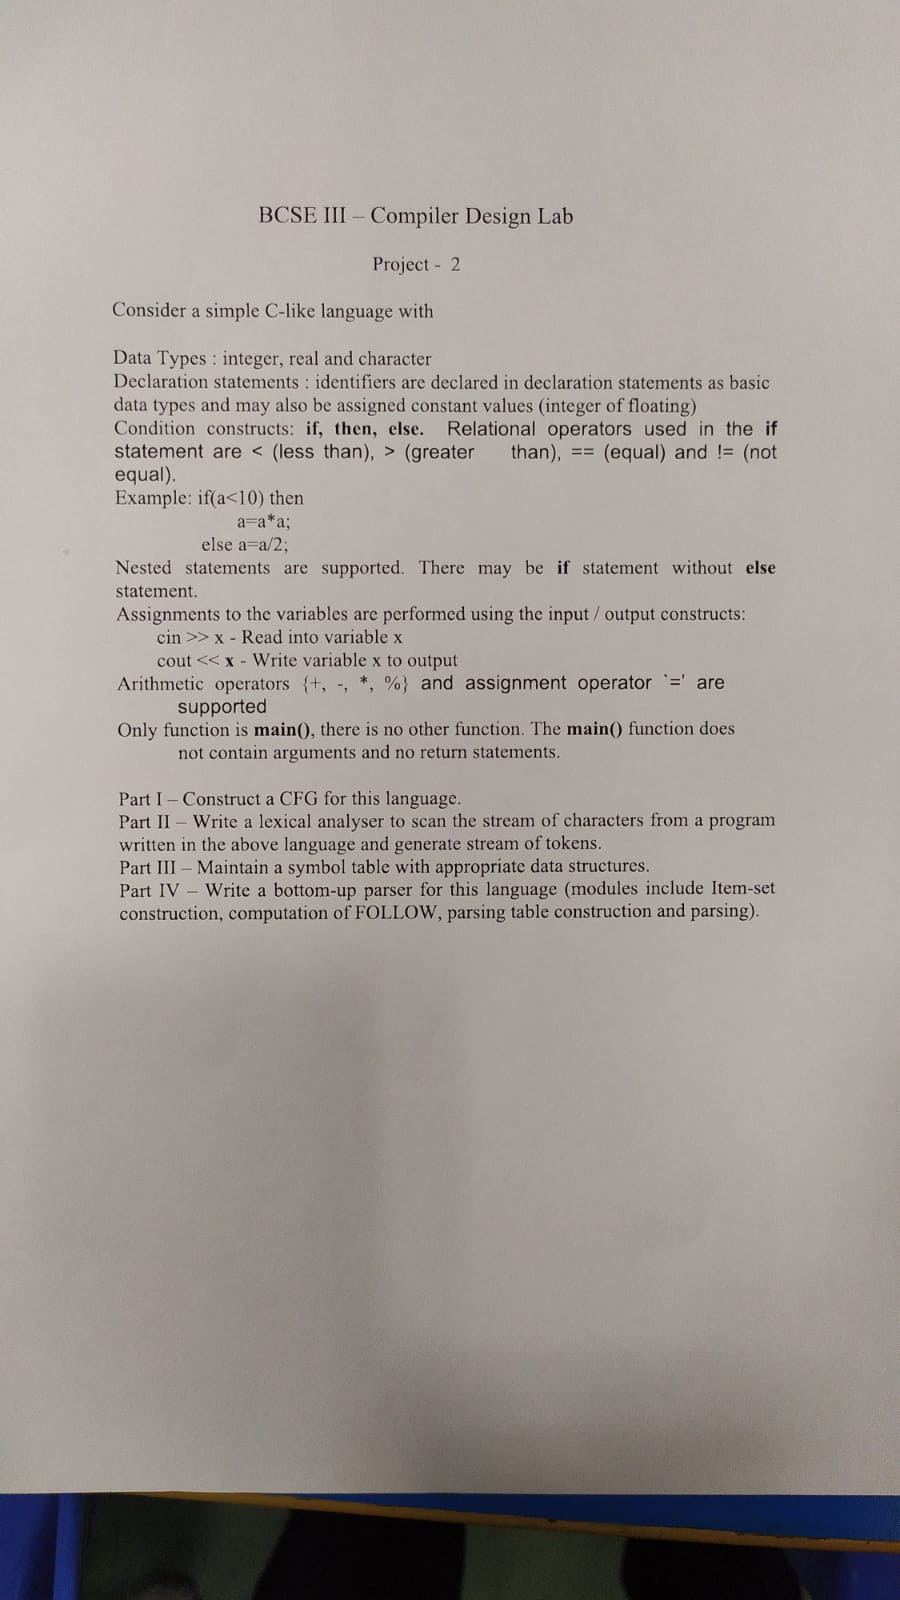 BCSE III – Compiler Design Lab
Project - 2
Consider a simple C-like language with
Data Types : integer, real and character
Declaration statements : identifiers are declared in declaration statements as basic
data types and may also be assigned constant values (integer of floating)
Condition constructs: if, then, else. Relational operators used in the if
statement are < (less than), > (greater than), == (equal) and != (not
equal).
Example: if(a<10) then
a=a*a;
else a=a/2;
Nested statements are supported. There may be if statement without else
statement.
Assignments to the variables are performed using the input / output constructs:
cin >> x - Read into variable x
cout << x - Write variable x to output
Arithmetic operators {+, -, *, %} and assignment operator `=' are
supported
Only function is main(), there is no other function. The main() function does
not contain arguments and no return statements.
Part I – Construct a CFG for this language.
Part II – Write a lexical analyser to scan the stream of characters from a program
written in the above language and generate stream of tokens.
Part III – Maintain a symbol table with appropriate data structures.
Part IV – Write a bottom-up parser for this language (modules include Item-set
construction, computation of FOLLOW, parsing table construction and parsing).